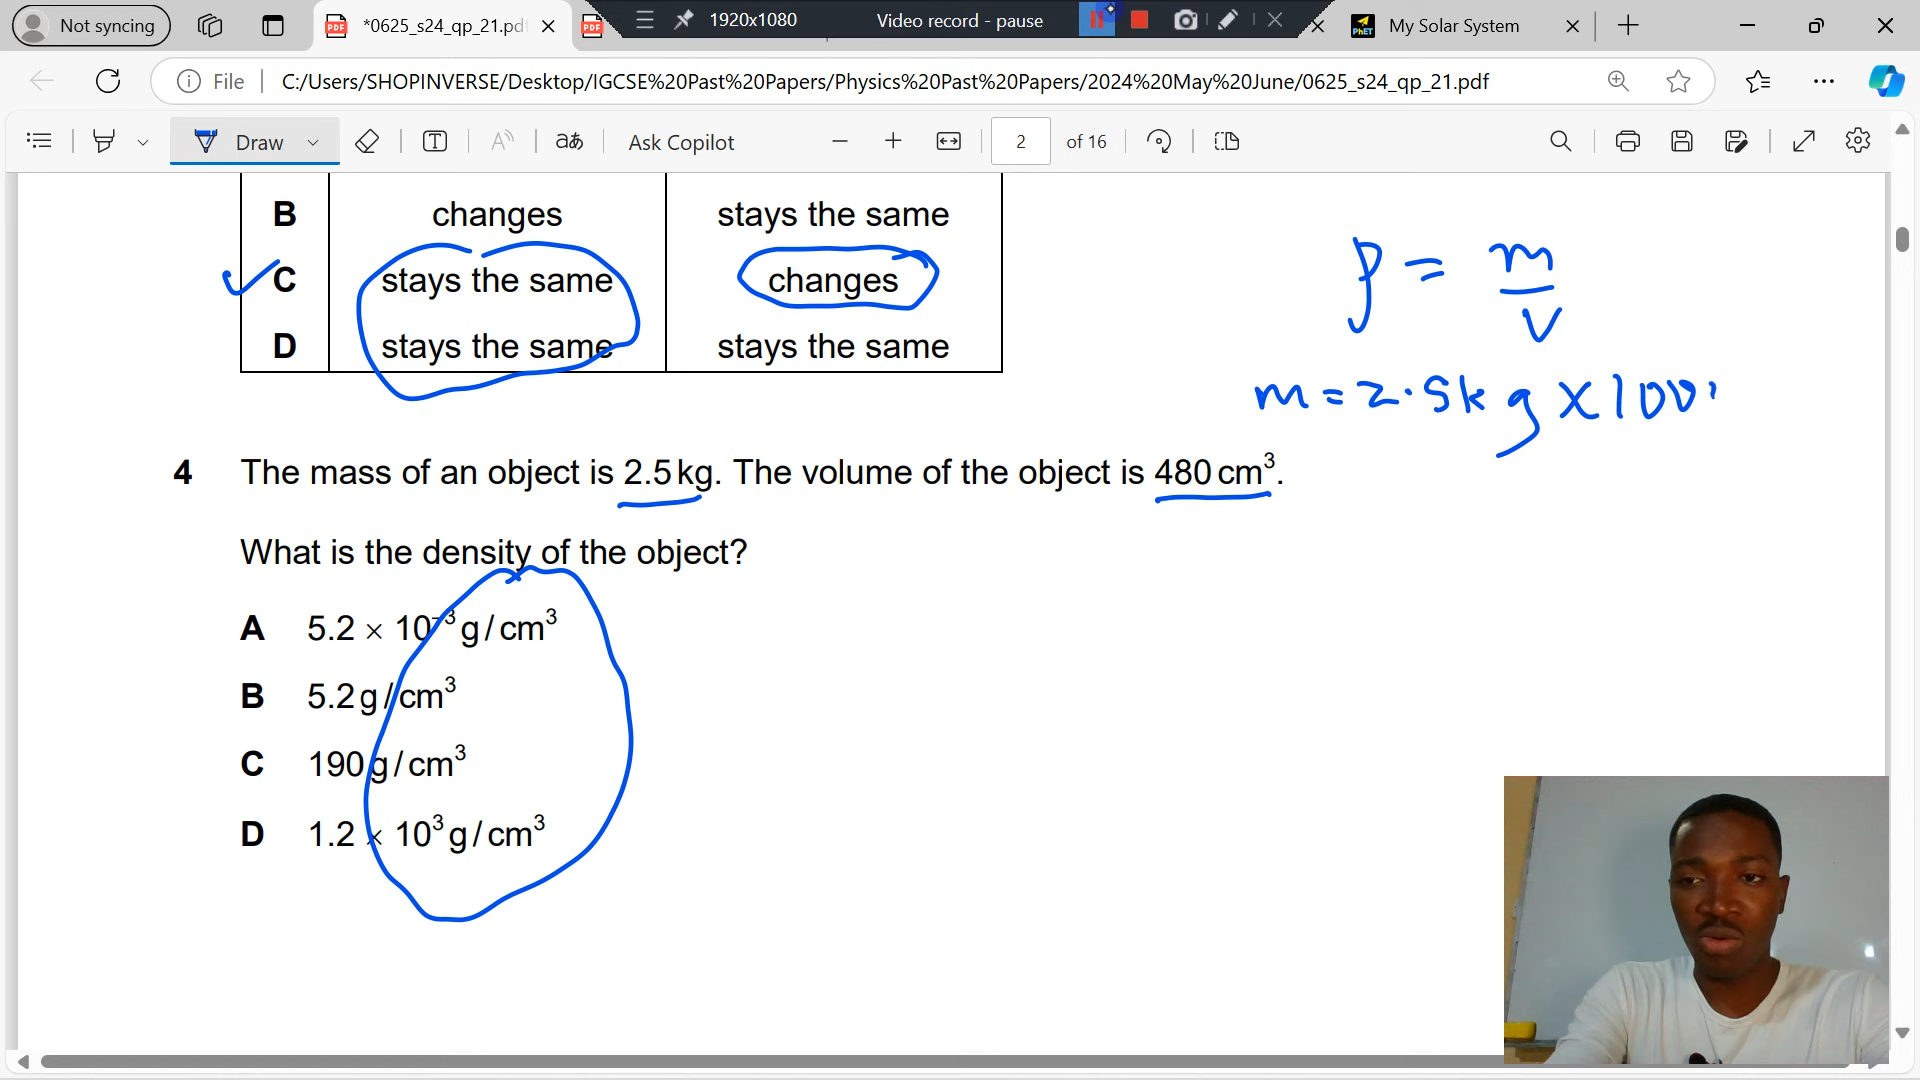 Not syncing
*0625_s24_qp_21.pdf
1920x1080
Video record - pause
My Solar System
File
C:/Users/SHOPINVERSE/Desktop/IGCSE%20Past%20Papers/Physics%20Past%20Papers/2024%20May%20June/0625_s24_qp_21.pdf
Draw
aあ
Ask Copilot
2 of 16
B changes stays the same
C stays the same changes
D stays the same stays the same
ρ = m/V
m = 2.5kg × 1000
4 The mass of an object is 2.5 kg. The volume of the object is 480 cm³.
What is the density of the object?
A 5.2 × 10⁻³ g / cm³
B 5.2 g / cm³
C 190 g / cm³
D 1.2 × 10³ g / cm³